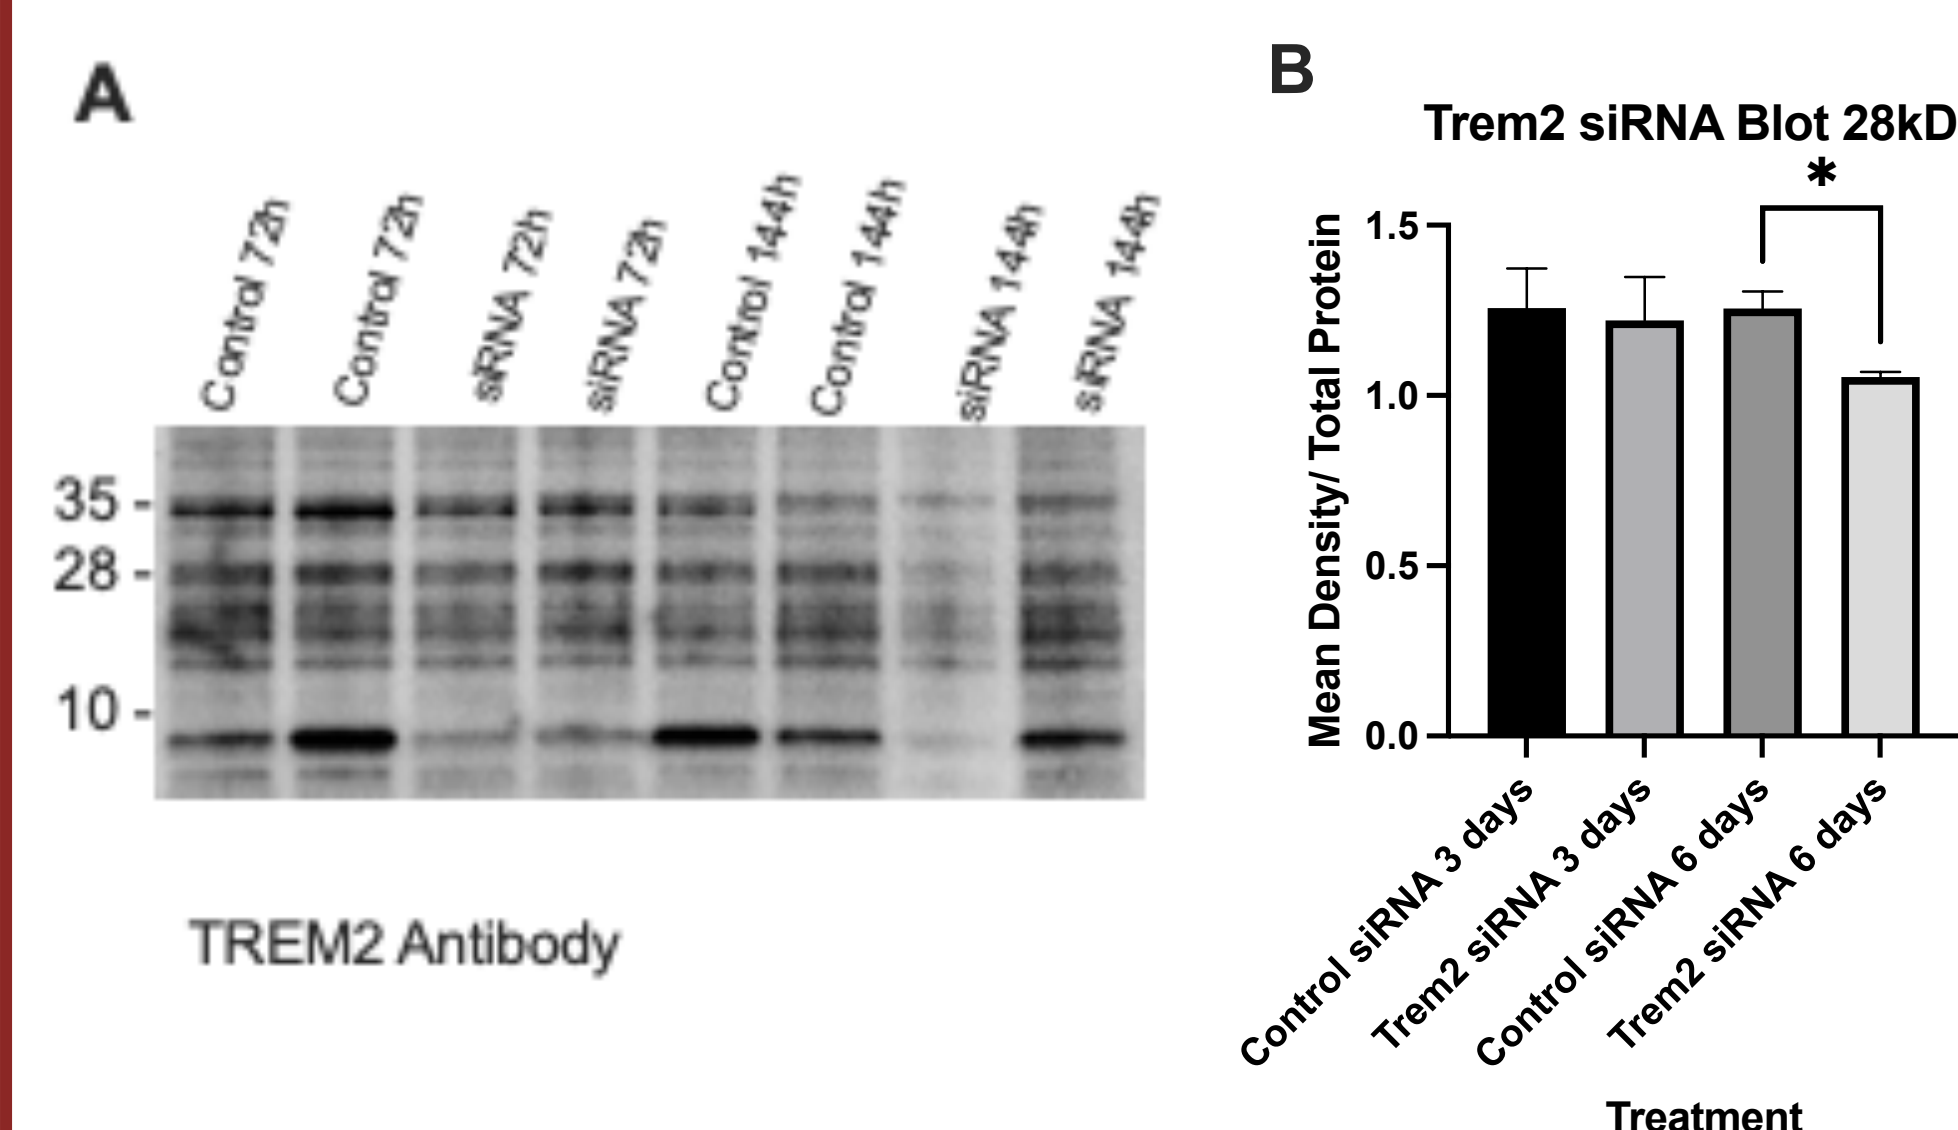 A
Control 72h
Control 72h
siRNA 72h
siRNA 72h
Control 144h
Control 144h
siRNA 144h
siRNA 144h
35 -
28 -
10 -
TREM2 Antibody
B
Trem2 siRNA Blot 28kD
*
Mean Density/ Total Protein
1.5
1.0
0.5
0.0
Control siRNA 3 days
Trem2 siRNA 3 days
Control siRNA 6 days
Trem2 siRNA 6 days
Treatment